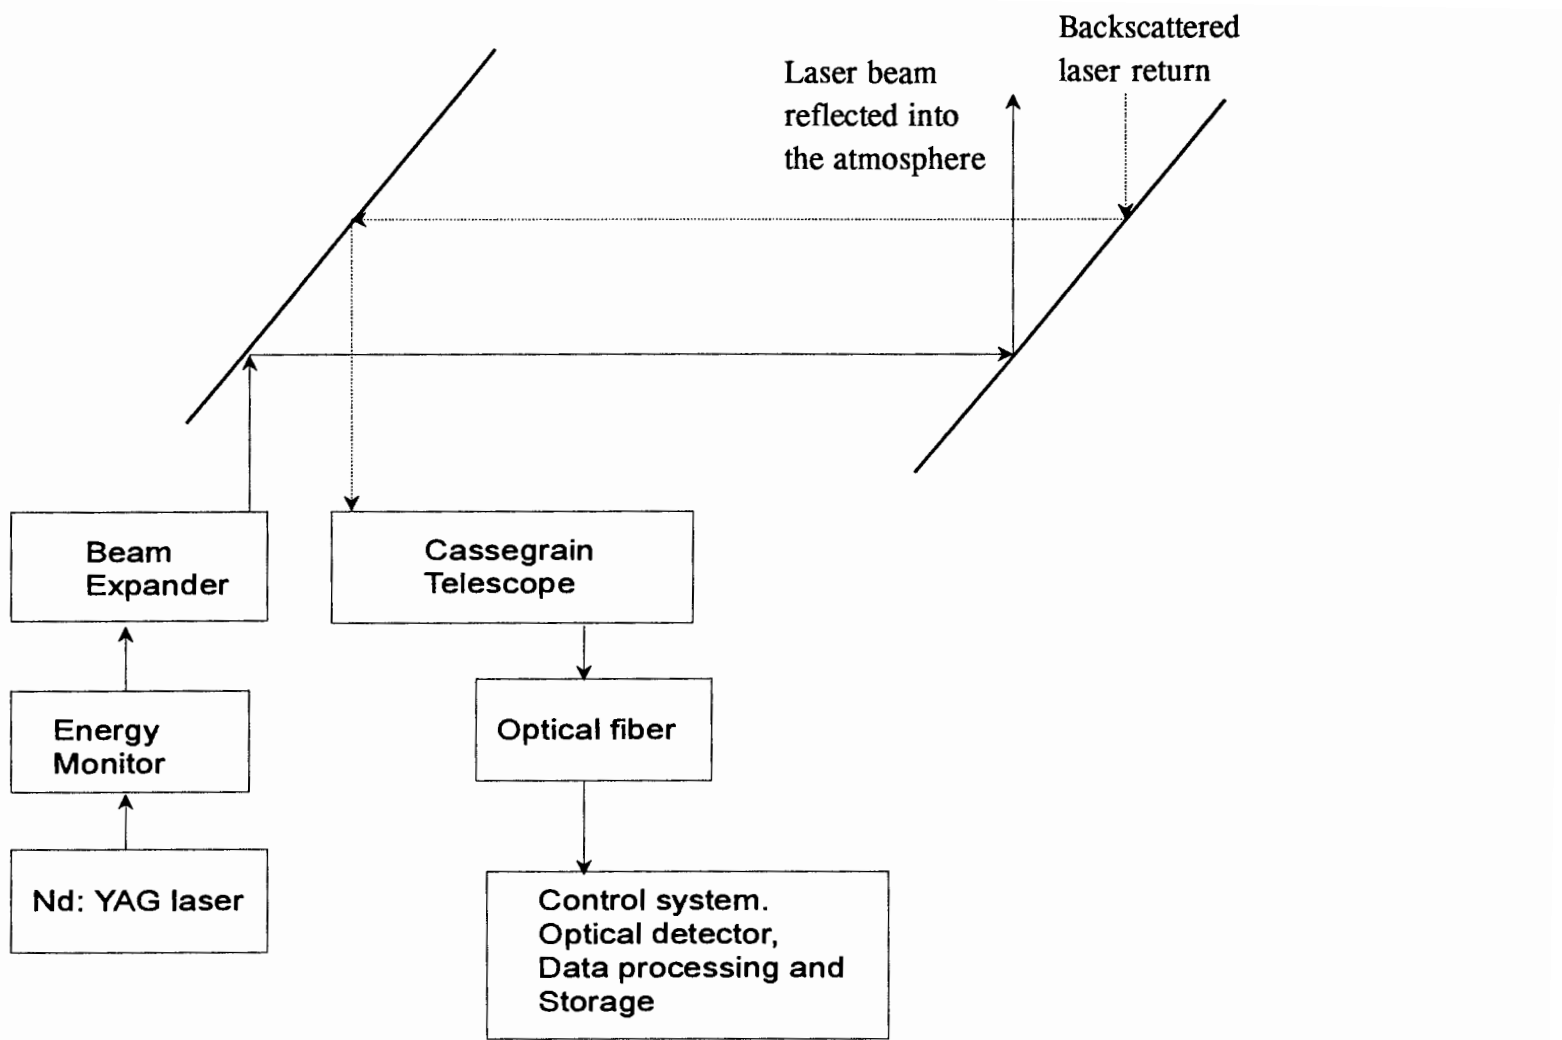 Backscattered
laser return
Laser beam
reflected into
the atmosphere
Beam
Expander
Cassegrain
Telescope
Energy
Monitor
Optical fiber
Nd: YAG laser
Control system.
Optical detector,
Data processing and
Storage